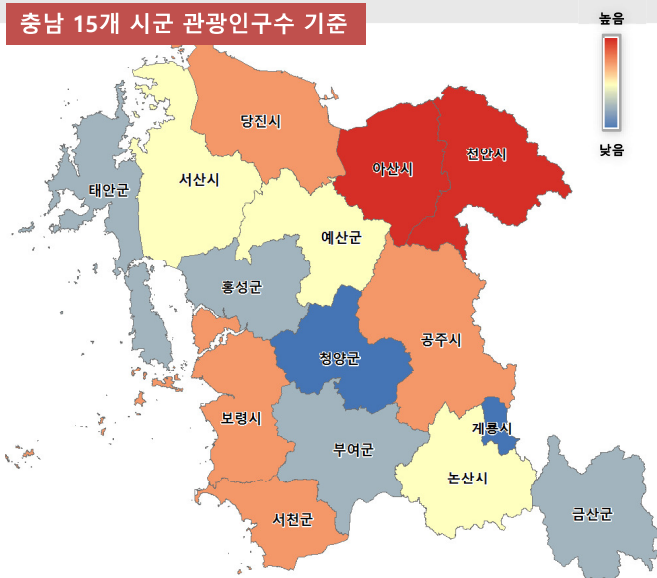 충남 15개 시군 관광인구수 기준
높음
낮음
당진시
아산시
천안시
서산시
태안군
예산군
홍성군
공주시
청양군
보령시
계룡시
부여군
논산시
서천군
금산군